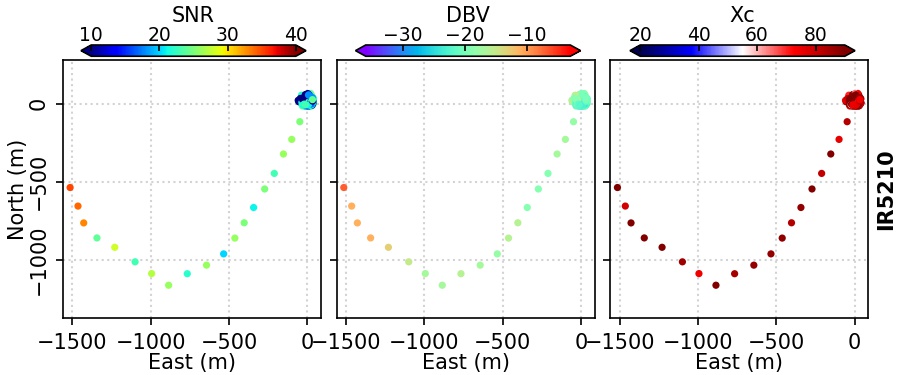 SNR
DBV
Xc
10 20 30 40
−30 −20 −10
20 40 60 80
North (m)
0
−500
−1000
−1500 −1000 −500 0
−1500 −1000 −500 0
−1500 −1000 −500 0
East (m)
East (m)
East (m)
IR5210